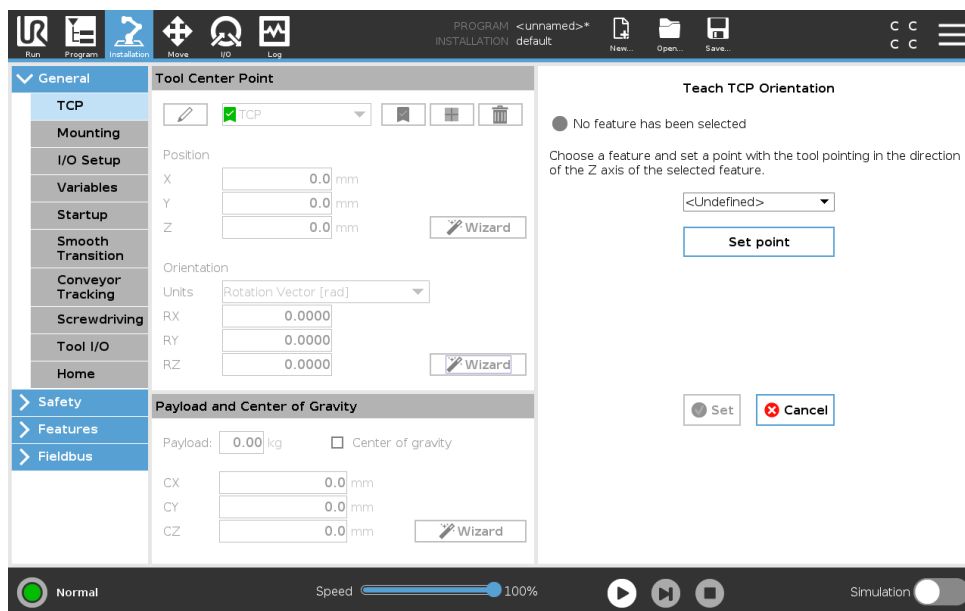 PROGRAM <unnamed>*
INSTALLATION default
UR
Run
Program
Installation
Move
I/O
Log
New...
Open...
Save...
C C
C C
General
TCP
Mounting
I/O Setup
Variables
Startup
Smooth
Transition
Conveyor
Tracking
Screwdriving
Tool I/O
Home
Safety
Features
Fieldbus
Tool Center Point
TCP
Position
X 0.0 mm
Y 0.0 mm
Z 0.0 mm
Wizard
Orientation
Units Rotation Vector [rad]
RX 0.0000
RY 0.0000
RZ 0.0000
Wizard
Payload and Center of Gravity
Payload: 0.00 kg Center of gravity
CX 0.0 mm
CY 0.0 mm
CZ 0.0 mm
Wizard
Teach TCP Orientation
No feature has been selected
Choose a feature and set a point with the tool pointing in the direction
of the Z axis of the selected feature.
<Undefined>
Set point
Set
Cancel
Normal
Speed 100%
Simulation